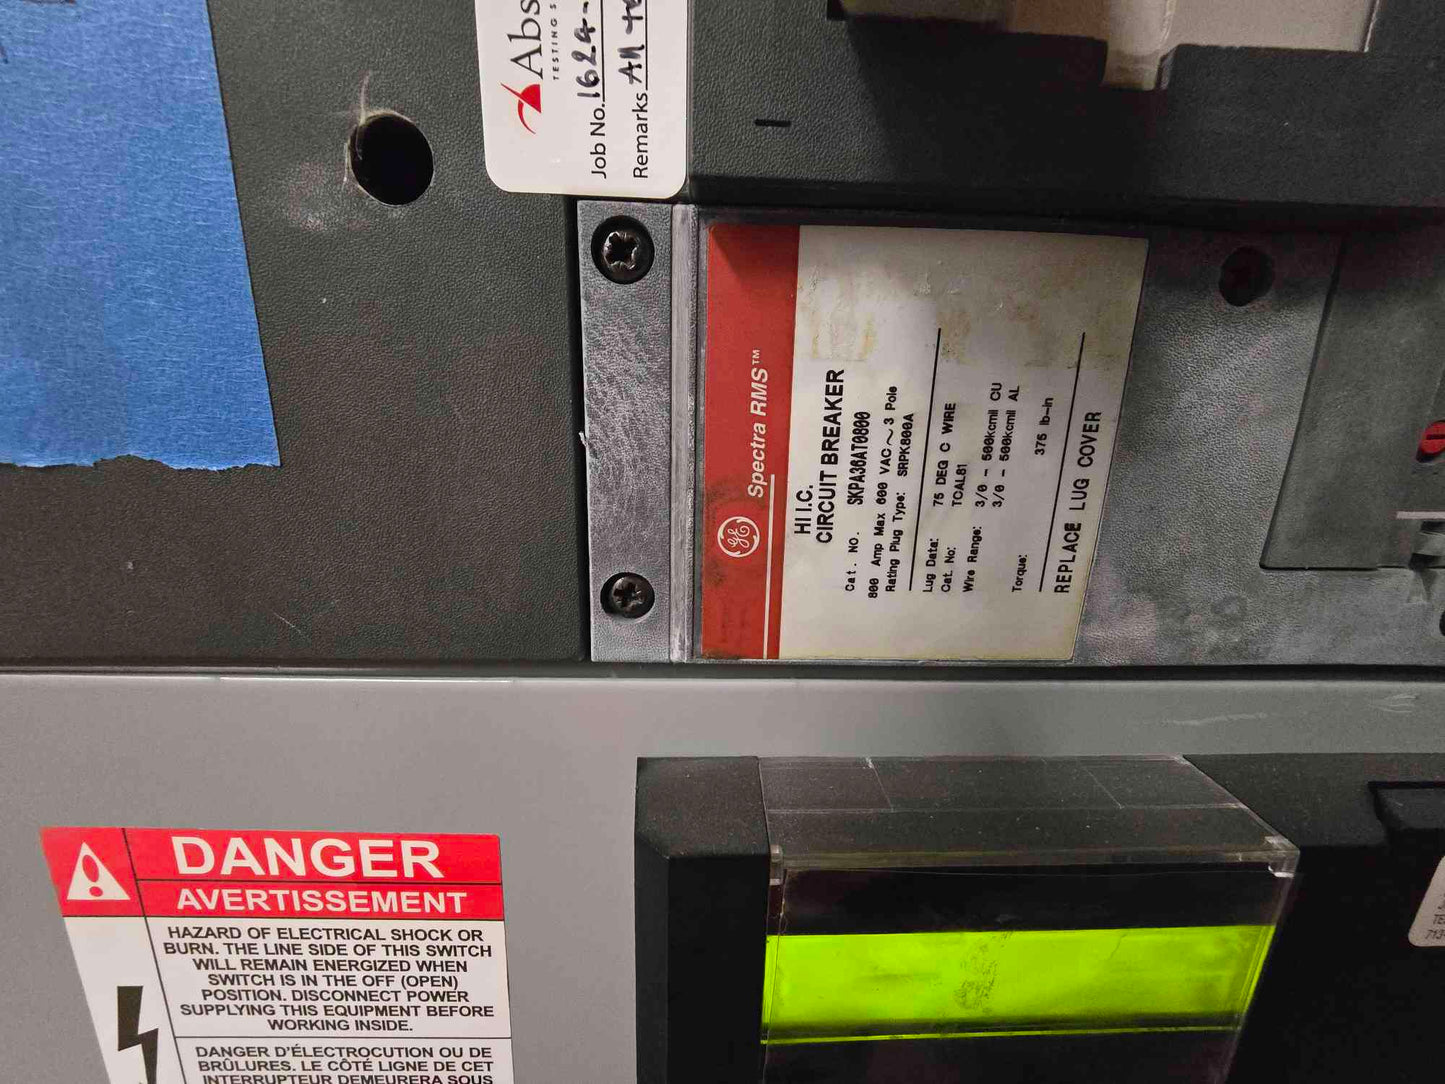 Abs
TESTING S
Job No. 1624-
Remarks All te
GE Spectra RMS™
HI I.C.
CIRCUIT BREAKER
Cat. NO. SKPA36AT0800
800 Amp Max 600 VAC ~ 3 Pole
Rating Plug Type: SRPK800A
Lug Data: 75 DEG C WIRE
Cat. No: TCAL81
Wire Range: 3/0 - 500kcmil CU
3/0 - 500kcmil AL
Torque: 375 lb-in
REPLACE LUG COVER
DANGER
AVERTISSEMENT
HAZARD OF ELECTRICAL SHOCK OR
BURN. THE LINE SIDE OF THIS SWITCH
WILL REMAIN ENERGIZED WHEN
SWITCH IS IN THE OFF (OPEN)
POSITION. DISCONNECT POWER
SUPPLYING THIS EQUIPMENT BEFORE
WORKING INSIDE.
DANGER D'ÉLECTROCUTION OU DE
BRÛLURES. LE CÔTÉ LIGNE DE CET
INTERRUPTEUR DEMEURERA SOUS
713